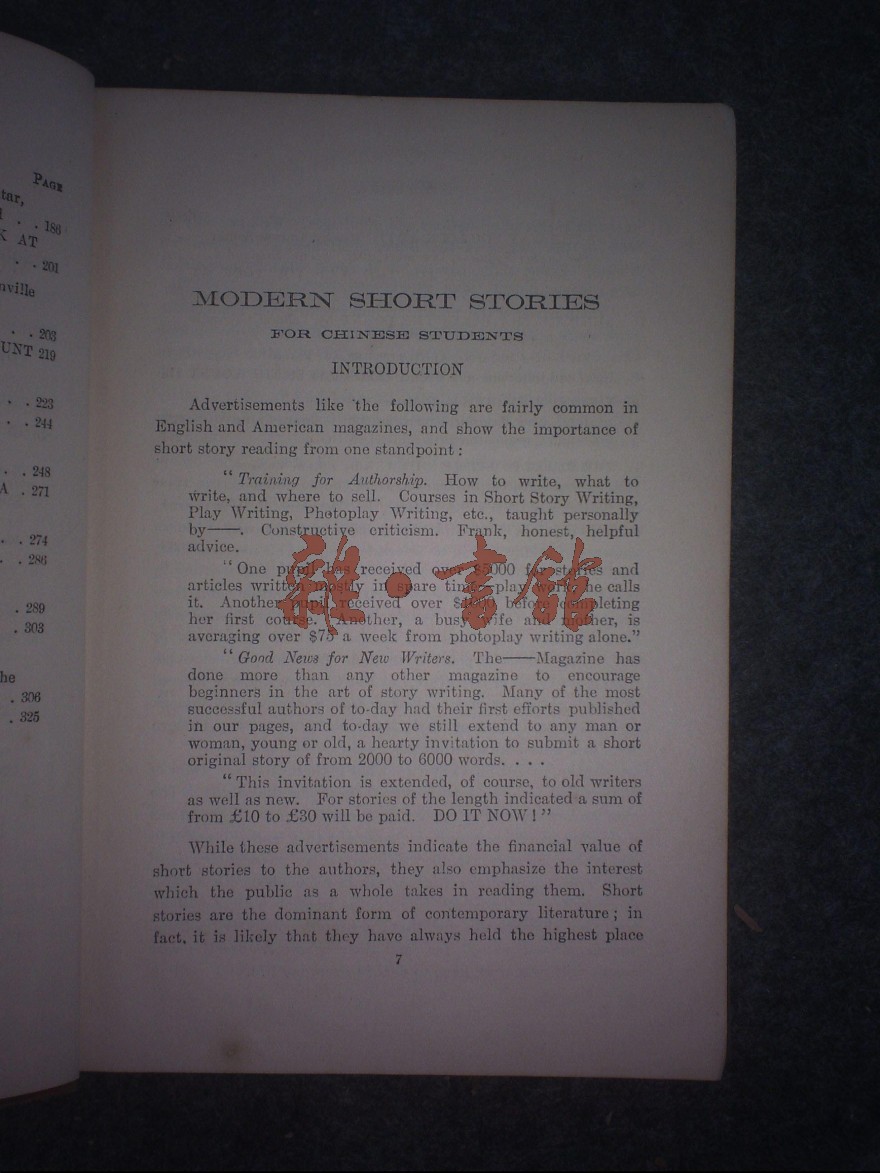 PAGE
tar,
. . 186
K AT
. . 201
nville
. . 203
UNT 219
. . 223
. . 244
. . 248
A . 271
. . 274
. . 286
. 289
. 303
he
. 306
. 325
MODERN SHORT STORIES
FOR CHINESE STUDENTS
INTRODUCTION
Advertisements like the following are fairly common in
English and American magazines, and show the importance of
short story reading from one standpoint :
“ Training for Authorship. How to write, what to
write, and where to sell. Courses in Short Story Writing,
Play Writing, Photoplay Writing, etc., taught personally
by——. Constructive criticism. Frank, honest, helpful
advice.
“ One pupil has received over $5000 for stories and
articles written mostly in spare time—play work, he calls
it. Another pupil received over before completing
her first course. Another, a busy wife and mother, is
averaging over $75 a week from photoplay writing alone.”
“ Good News for New Writers. The——Magazine has
done more than any other magazine to encourage
beginners in the art of story writing. Many of the most
successful authors of to-day had their first efforts published
in our pages, and to-day we still extend to any man or
woman, young or old, a hearty invitation to submit a short
original story of from 2000 to 6000 words. . . .
“ This invitation is extended, of course, to old writers
as well as new. For stories of the length indicated a sum of
from £10 to £30 will be paid. DO IT NOW ! ”
While these advertisements indicate the financial value of
short stories to the authors, they also emphasize the interest
which the public as a whole takes in reading them. Short
stories are the dominant form of contemporary literature ; in
fact, it is likely that they have always held the highest place
7
雜·書館